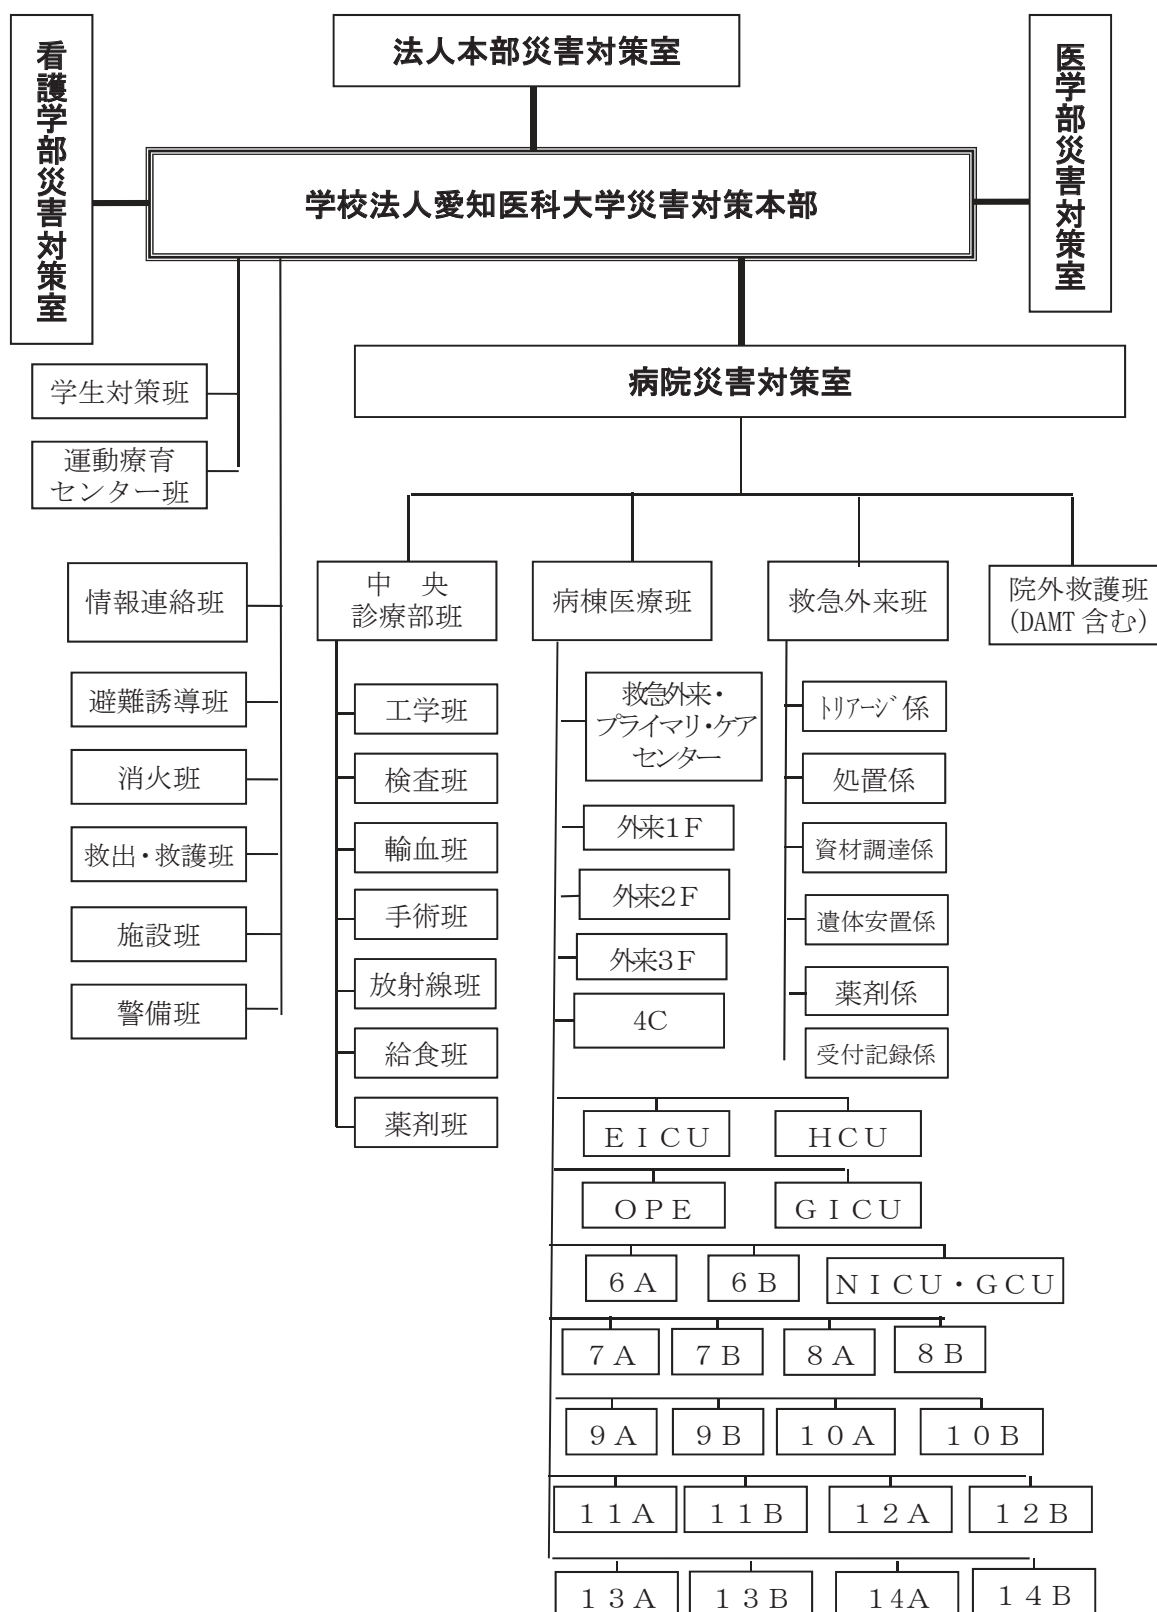 法人本部災害対策室
看護学部災害対策室
医学部災害対策室
学校法人愛知医科大学災害対策本部
病院災害対策室
学生対策班
運動療育
センター班
情報連絡班
避難誘導班
消火班
救出・救護班
施設班
警備班
中　央
診療部班
工学班
検査班
輸血班
手術班
放射線班
給食班
薬剤班
病棟医療班
救急外来・
プライマリ・ケア
センター
外来1F
外来2F
外来3F
4C
救急外来班
トリアージ係
処置係
資材調達係
遺体安置係
薬剤係
受付記録係
院外救護班
(DAMT 含む)
ＥＩＣＵ
ＨＣＵ
ＯＰＥ
ＧＩＣＵ
６Ａ
６Ｂ
ＮＩＣＵ・ＧＣＵ
７Ａ
７Ｂ
８Ａ
８Ｂ
９Ａ
９Ｂ
１０Ａ
１０Ｂ
１１Ａ
１１Ｂ
１２Ａ
１２Ｂ
１３Ａ
１３Ｂ
14Ａ
１４Ｂ